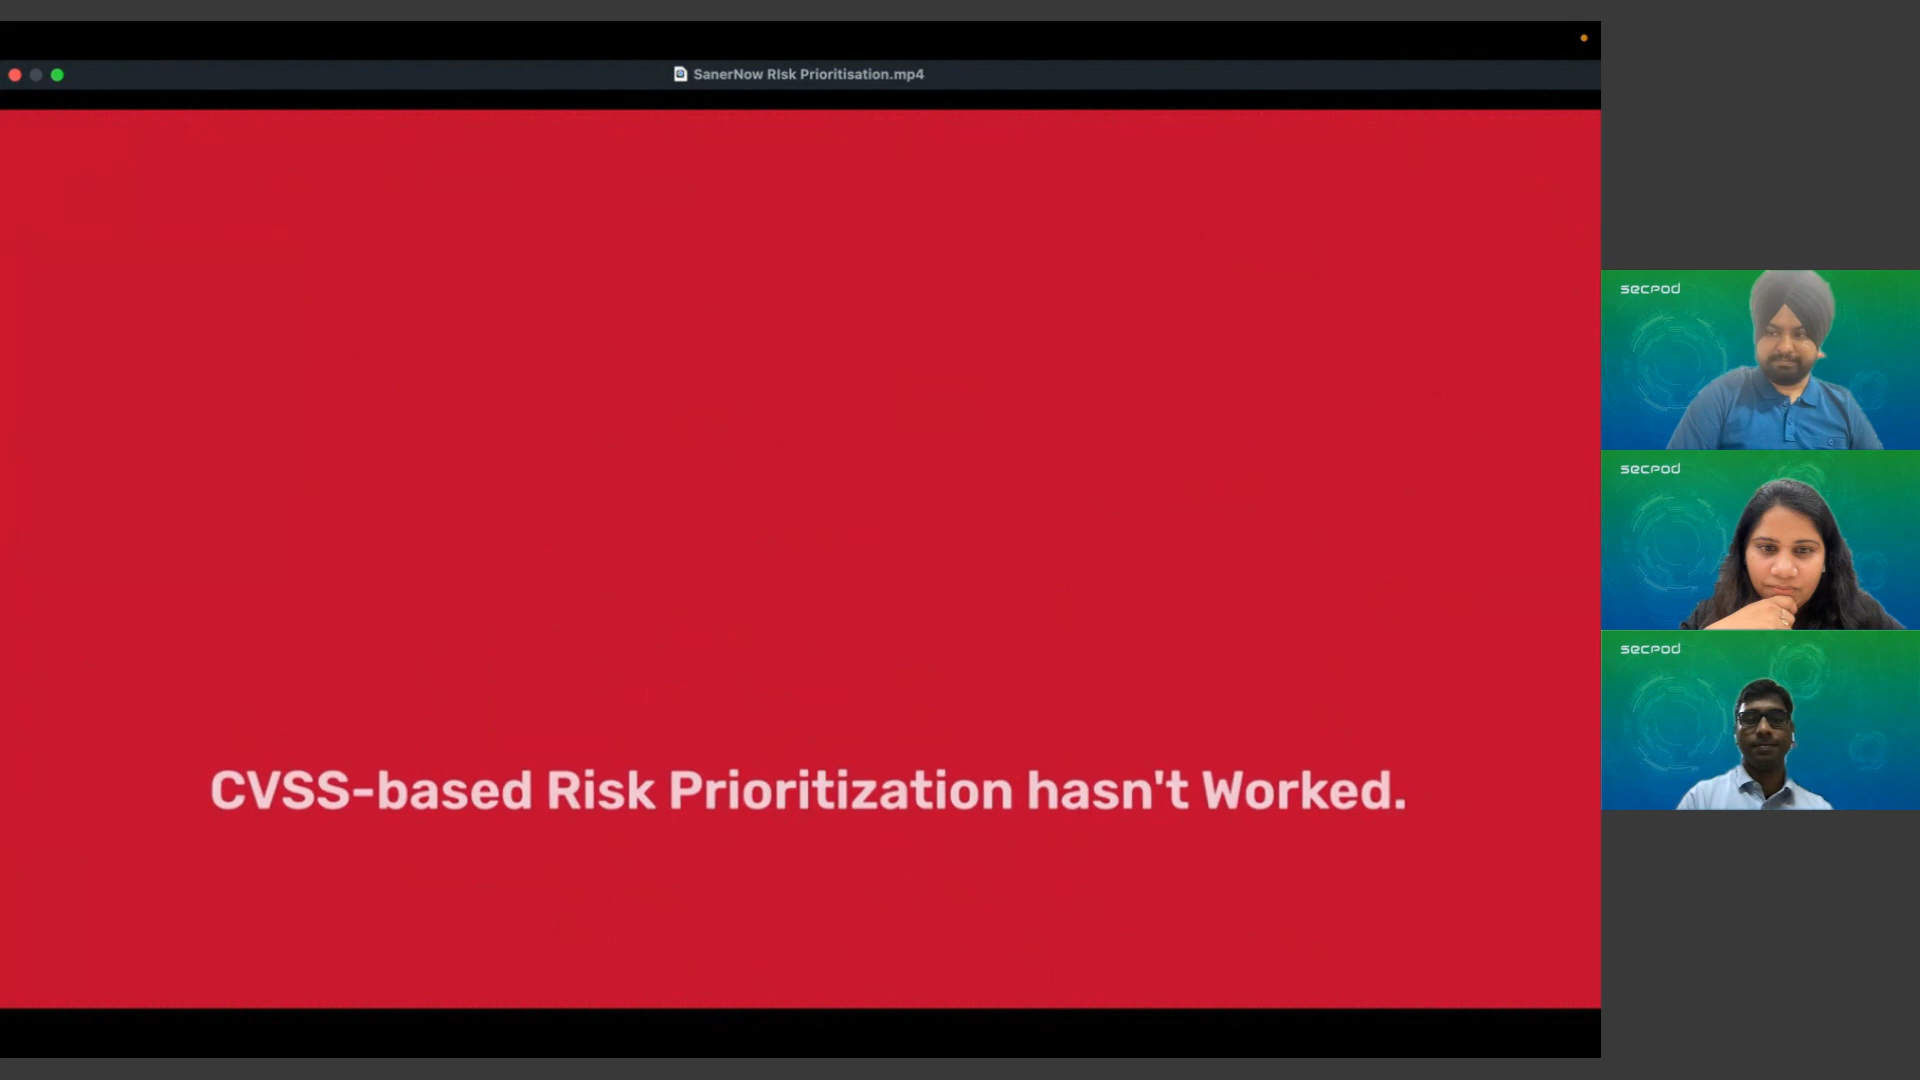 SanerNow RIsk Prioritisation.mp4
CVSS-based Risk Prioritization hasn't Worked.
secpod
secpod
secpod